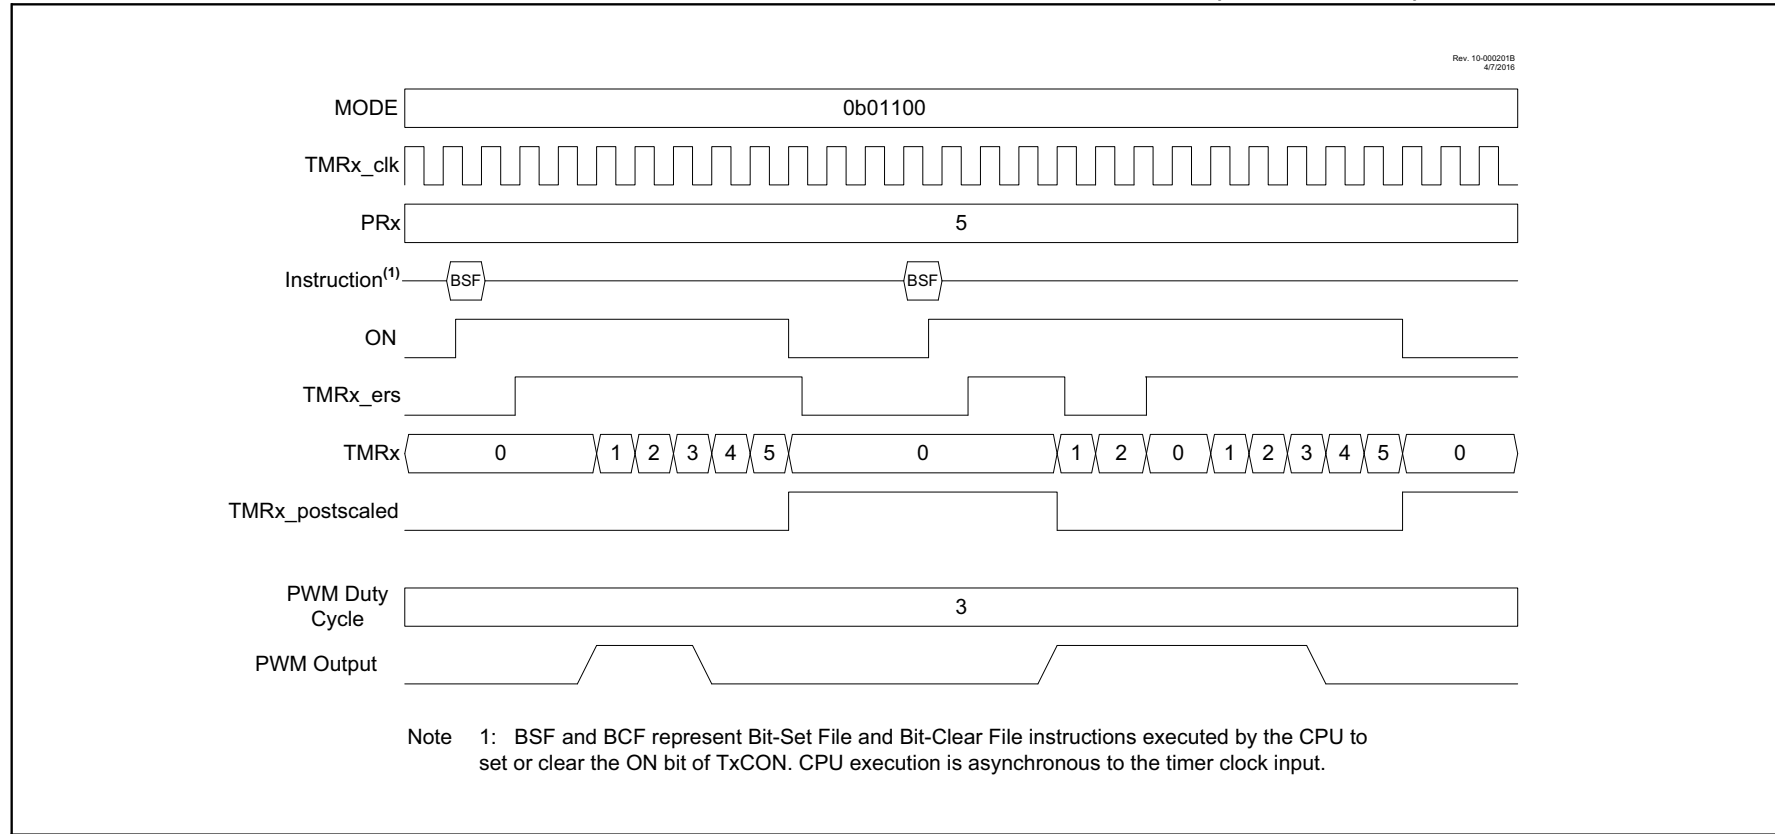 Rev. 10-000201B
4/7/2016
MODE 0b01100
TMRx_clk
PRx 5
Instruction(1) BSF BSF
ON
TMRx_ers
TMRx 0 1 2 3 4 5 0 1 2 0 1 2 3 4 5 0
TMRx_postscaled
PWM Duty
Cycle 3
PWM Output
Note 1: BSF and BCF represent Bit-Set File and Bit-Clear File instructions executed by the CPU to
set or clear the ON bit of TxCON. CPU execution is asynchronous to the timer clock input.